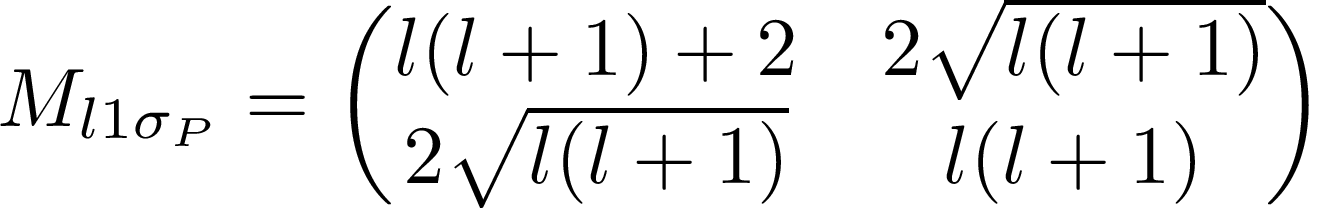 M_{l1\sigma_P} = \begin{pmatrix} l(l+1)+2 & 2\sqrt{l(l+1)} \\ 2\sqrt{l(l+1)} & l(l+1) \end{pmatrix}